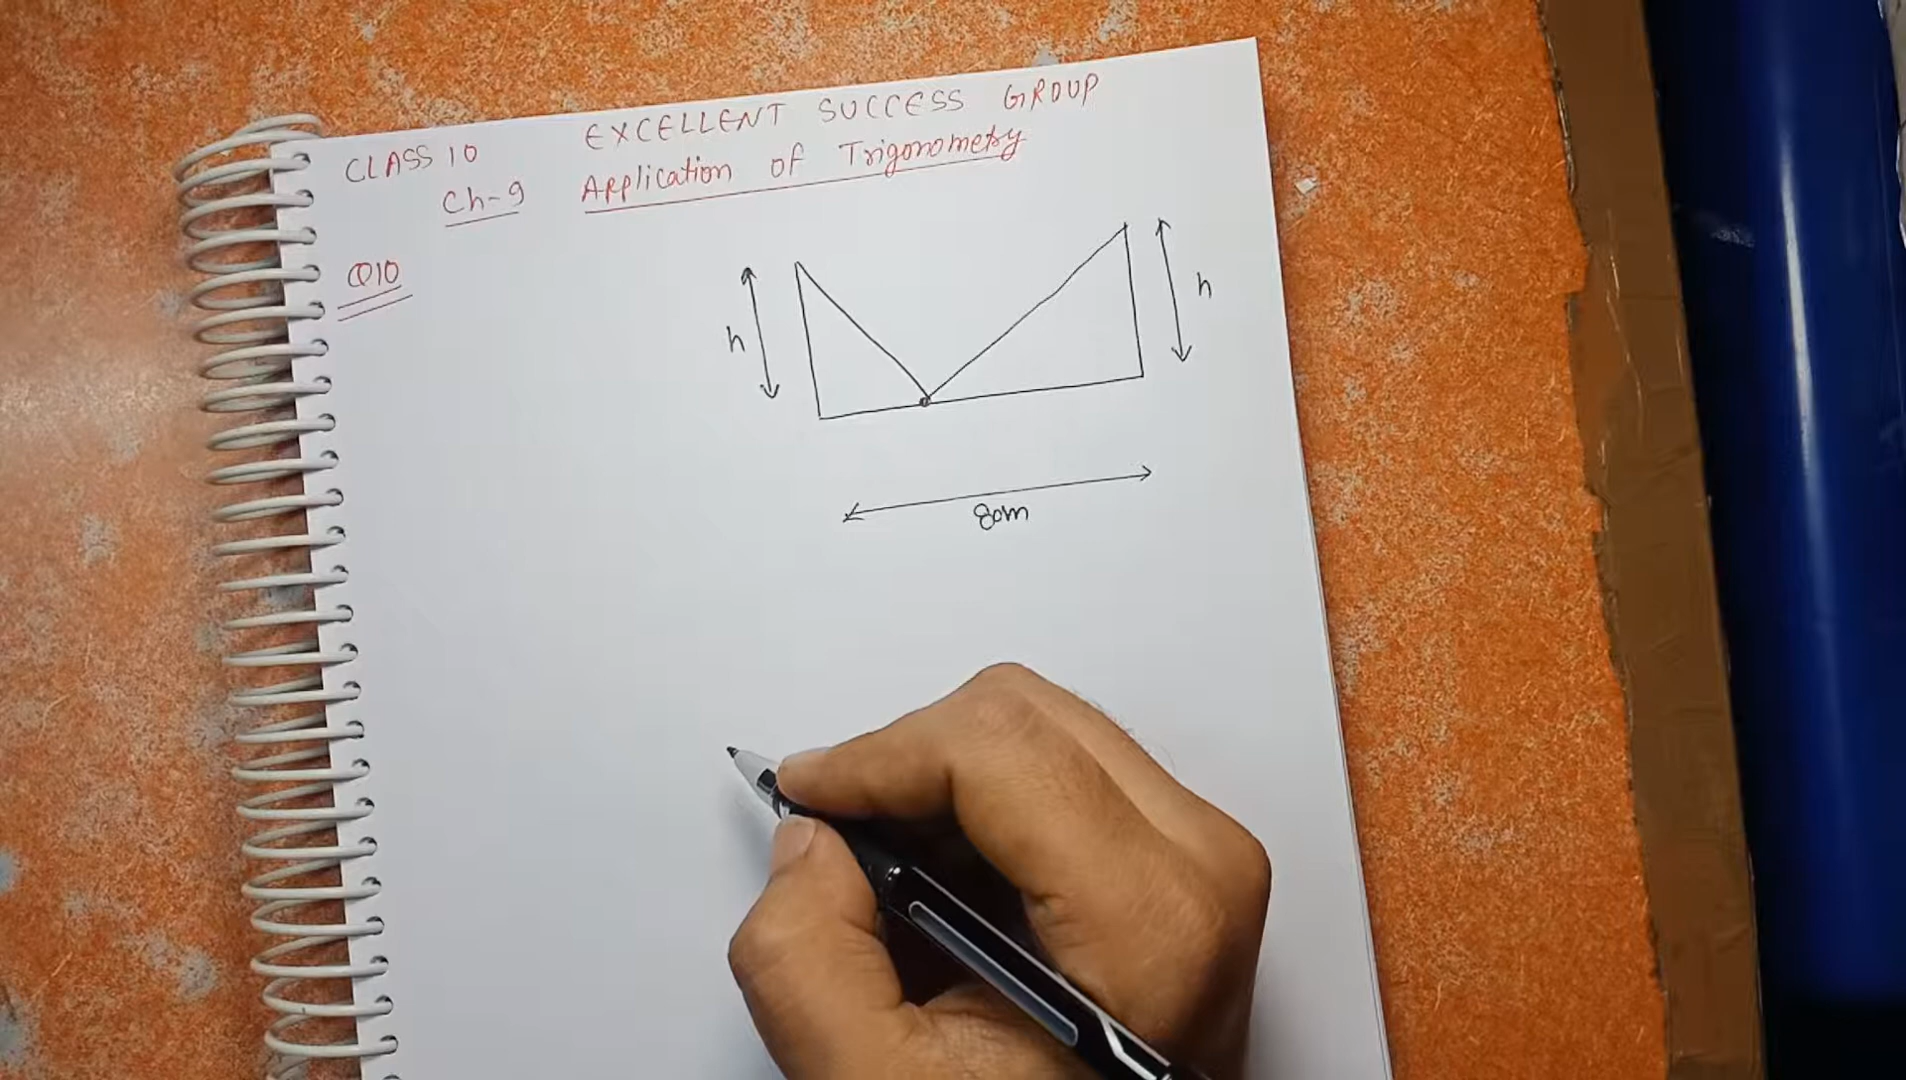 EXCELLENT SUCCESS GROUP
CLASS 10
Ch-9 Application of Trigonometry
Q10
h
h
80m